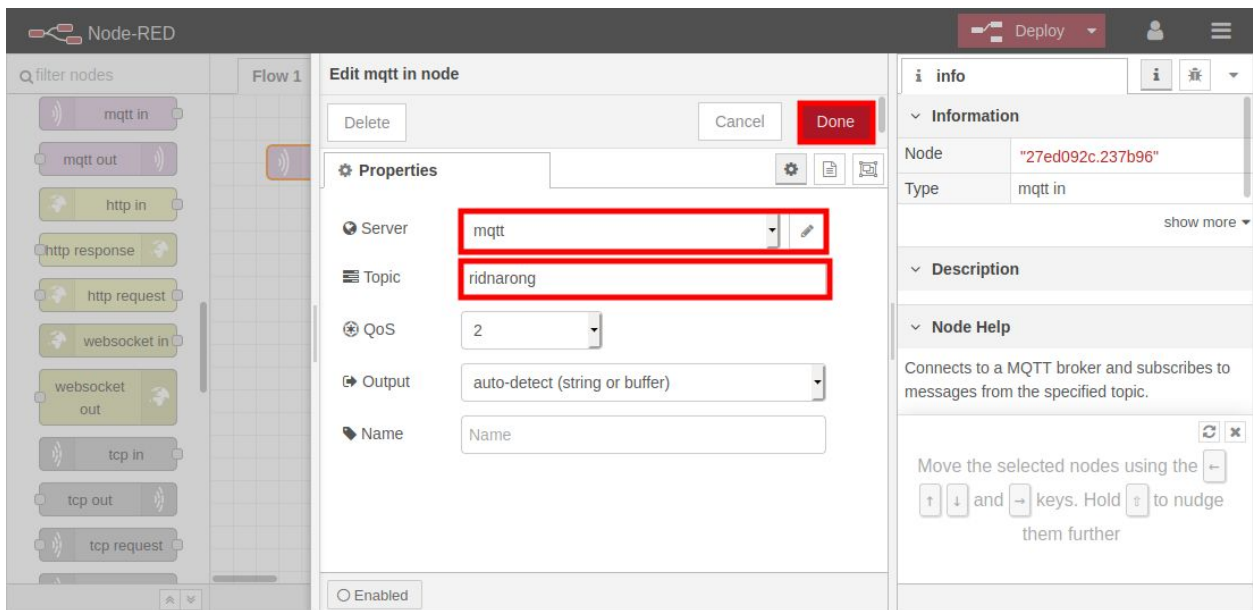 Node-RED
Deploy
filter nodes
mqtt in
mqtt out
http in
http response
http request
websocket in
websocket
out
tcp in
tcp out
tcp request
Flow 1
Edit mqtt in node
Delete
Cancel
Done
Properties
Server
mqtt
Topic
ridnarong
QoS
2
Output
auto-detect (string or buffer)
Name
Name
Enabled
i info
i
Information
Node
"27ed092c.237b96"
Type
mqtt in
show more
Description
Node Help
Connects to a MQTT broker and subscribes to
messages from the specified topic.
Move the selected nodes using the ←
↑ ↓ and → keys. Hold ⇧ to nudge
them further